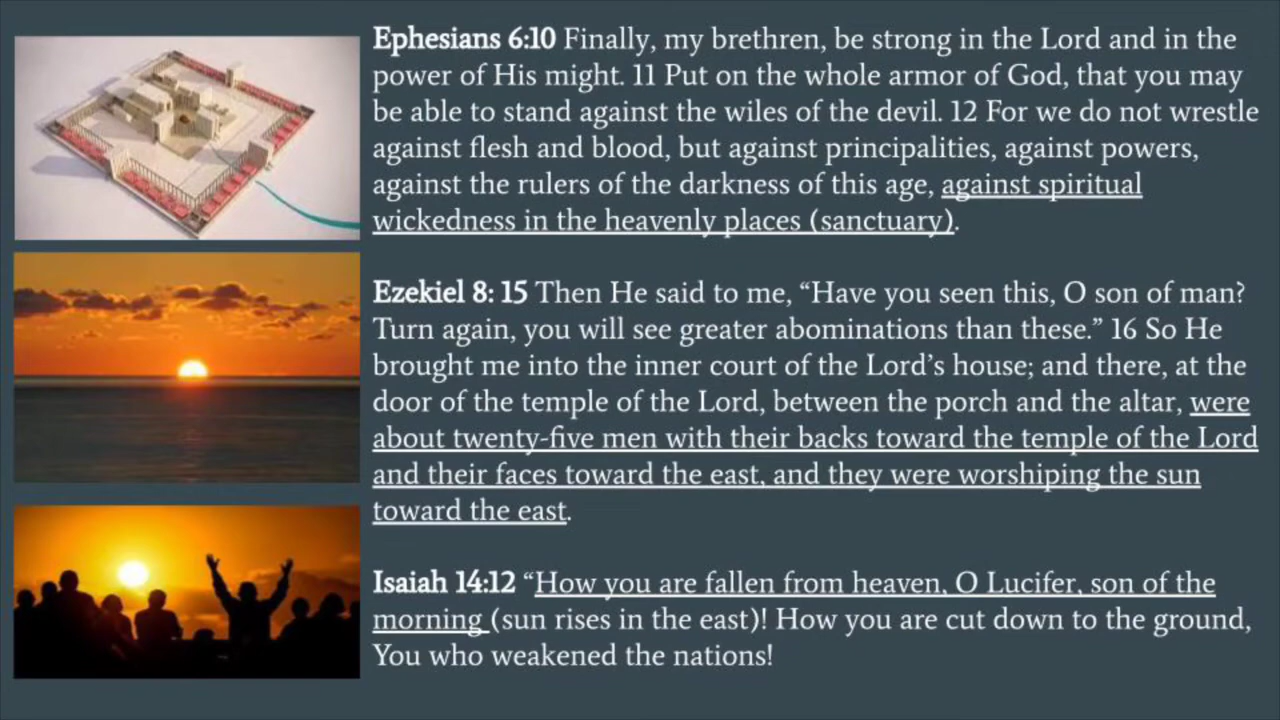 Ephesians 6:10 Finally, my brethren, be strong in the Lord and in the
power of His might. 11 Put on the whole armor of God, that you may
be able to stand against the wiles of the devil. 12 For we do not wrestle
against flesh and blood, but against principalities, against powers,
against the rulers of the darkness of this age, against spiritual
wickedness in the heavenly places (sanctuary).
Ezekiel 8: 15 Then He said to me, “Have you seen this, O son of man?
Turn again, you will see greater abominations than these.” 16 So He
brought me into the inner court of the Lord’s house; and there, at the
door of the temple of the Lord, between the porch and the altar, were
about twenty-five men with their backs toward the temple of the Lord
and their faces toward the east, and they were worshiping the sun
toward the east.
Isaiah 14:12 “How you are fallen from heaven, O Lucifer, son of the
morning (sun rises in the east)! How you are cut down to the ground,
You who weakened the nations!